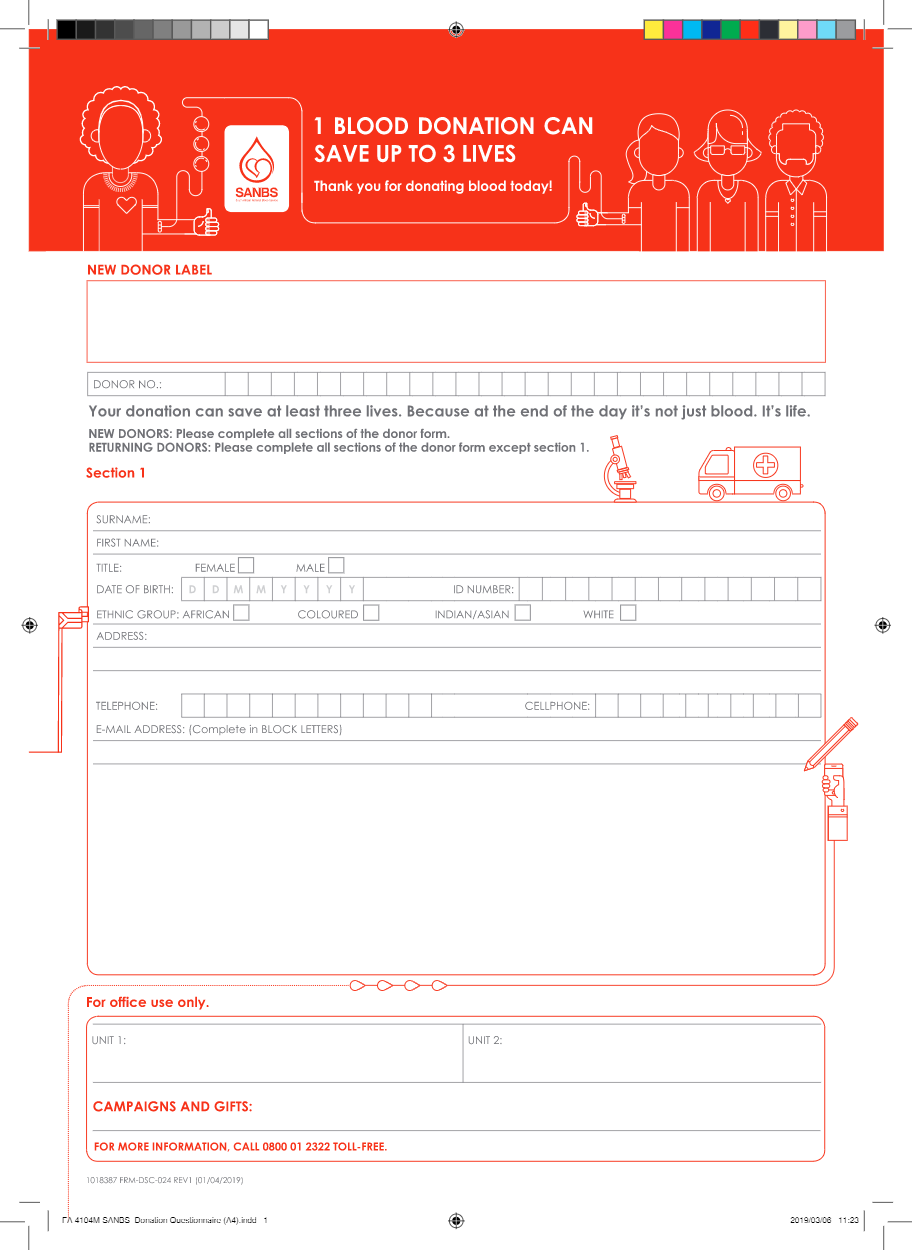 1 BLOOD DONATION CAN
SAVE UP TO 3 LIVES
Thank you for donating blood today!
SANBS
NEW DONOR LABEL
DONOR NO.:
Your donation can save at least three lives. Because at the end of the day it's not just blood. It's life.
NEW DONORS: Please complete all sections of the donor form.
RETURNING DONORS: Please complete all sections of the donor form except section 1.
Section 1
SURNAME:
FIRST NAME:
TITLE: FEMALE MALE
DATE OF BIRTH: D D M M Y Y Y Y ID NUMBER:
ETHNIC GROUP: AFRICAN COLOURED INDIAN/ASIAN WHITE
ADDRESS:
TELEPHONE: CELLPHONE:
E-MAIL ADDRESS: (Complete in BLOCK LETTERS)
For office use only.
UNIT 1: UNIT 2:
CAMPAIGNS AND GIFTS:
FOR MORE INFORMATION, CALL 0800 01 2322 TOLL-FREE.
1018387 FRM-DSC-024 REV1 (01/04/2019)
4104M SANBS Donation Questionnaire (A4).indd 1 2019/03/06 11:23